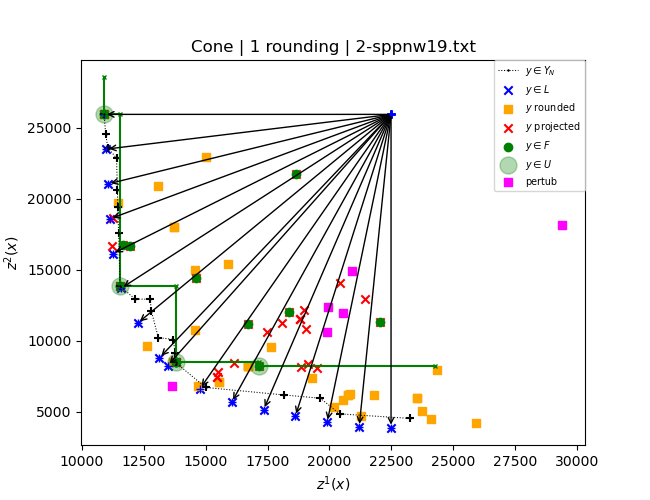 Cone | 1 rounding | 2-sppnw19.txt
z²(x)
25000
20000
15000
10000
5000
10000 12500 15000 17500 20000 22500 25000 27500 30000
z¹(x)
y ∈ Y_N
y ∈ L
y rounded
y projected
y ∈ F
y ∈ U
pertub